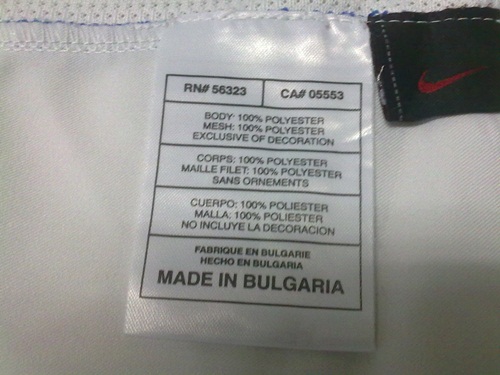 RN# 56323 CA# 05553
BODY: 100% POLYESTER
MESH: 100% POLYESTER
EXCLUSIVE OF DECORATION
CORPS: 100% POLYESTER
MAILLE FILET: 100% POLYESTER
SANS ORNEMENTS
CUERPO: 100% POLIESTER
MALLA: 100% POLIESTER
NO INCLUYE LA DECORACION
FABRIQUE EN BULGARIE
HECHO EN BULGARIA
MADE IN BULGARIA